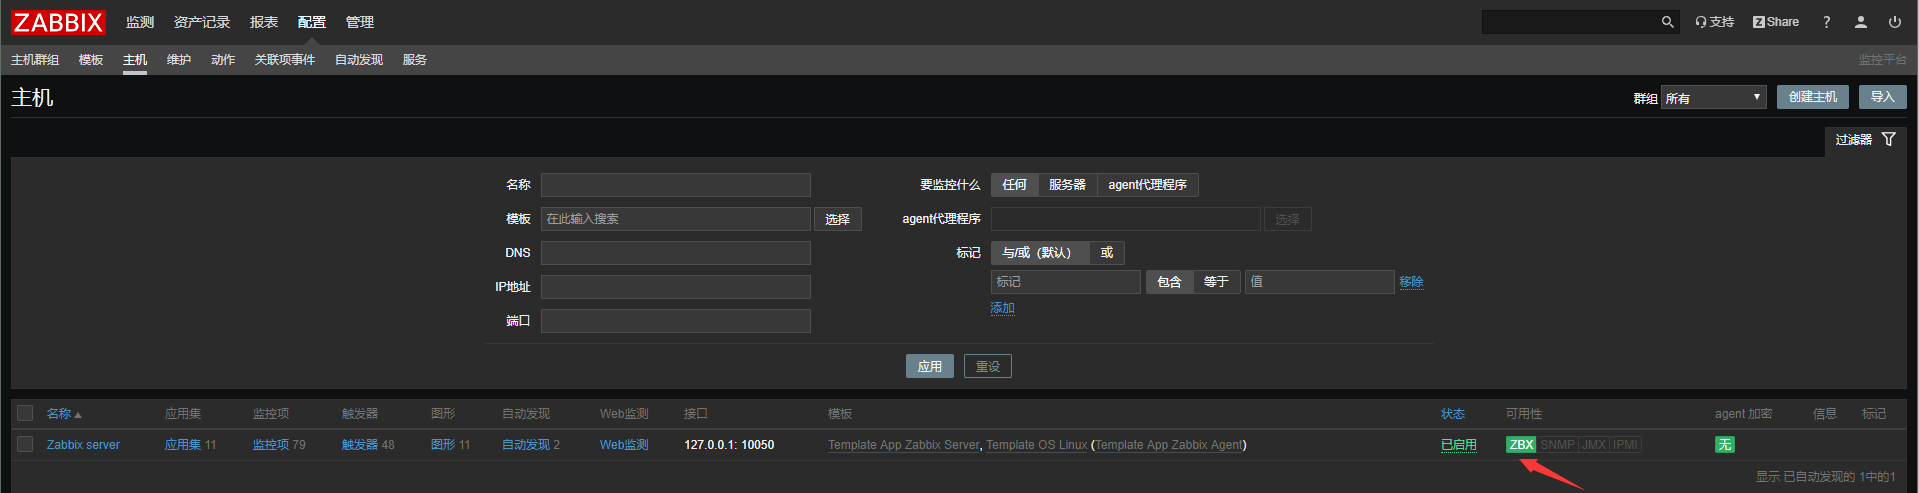 ZABBIX 监测 资产记录 报表 配置 管理 支持 Z Share ?
主机群组 模板 主机 维护 动作 关联项事件 自动发现 服务 监控平台
主机 群组 所有 创建主机 导入
过滤器
名称 要监控什么 任何 服务器 agent代理程序
模板 在此输入搜索 选择 agent代理程序 选择
DNS 标记 与/或（默认） 或
IP地址 标记 包含 等于 值 移除
添加
端口
应用 重设
名称 应用集 监控项 触发器 图形 自动发现 Web监测 接口 模板 状态 可用性 agent 加密 信息 标记
Zabbix server 应用集 11 监控项 79 触发器 48 图形 11 自动发现 2 Web监测 127.0.0.1: 10050 Template App Zabbix Server, Template OS Linux (Template App Zabbix Agent) 已启用 ZBX SNMP JMX IPMI 无
显示 已自动发现的 1中的1